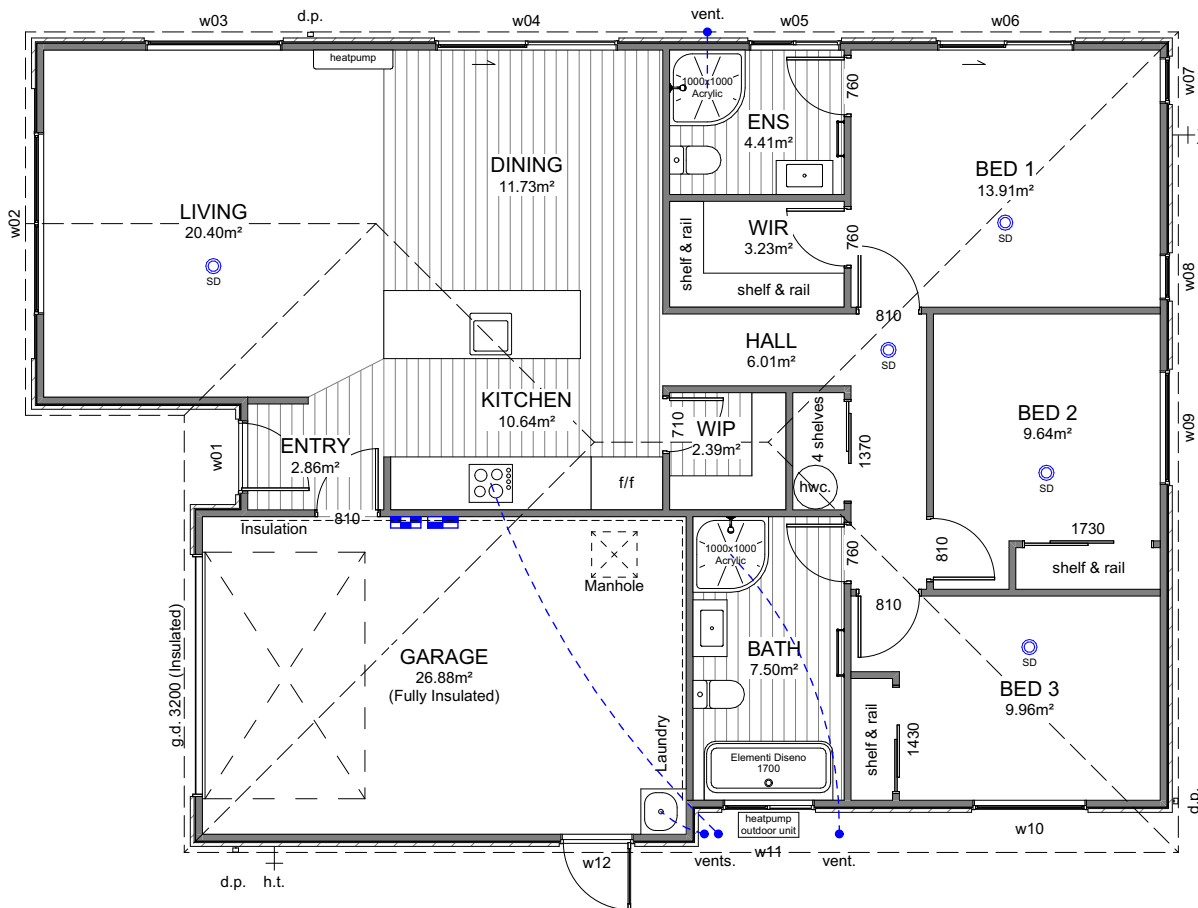 d.p.
vent.
w03
w04
w05
w06
heatpump
1000x1000
Acrylic
760
w07
ENS
4.41m²
DINING
11.73m²
BED 1
13.91m²
LIVING
20.40m²
WIR
3.23m²
shelf & rail
shelf & rail
760
w02
SD
SD
w08
810
HALL
6.01m²
SD
KITCHEN
10.64m²
BED 2
9.64m²
w09
710
WIP
2.39m²
4 shelves
1370
w01
ENTRY
2.86m²
f/f
hwc.
SD
810
Insulation
1000x1000
Acrylic
760
810
1730
shelf & rail
Manhole
810
g.d. 3200 (Insulated)
GARAGE
26.88m²
(Fully Insulated)
BATH
7.50m²
SD
BED 3
9.96m²
Laundry
shelf & rail
1430
Elementi Diseno
1700
d.p.
heatpump
outdoor unit
w10
w11
w12
vents.
vent.
d.p.
h.t.